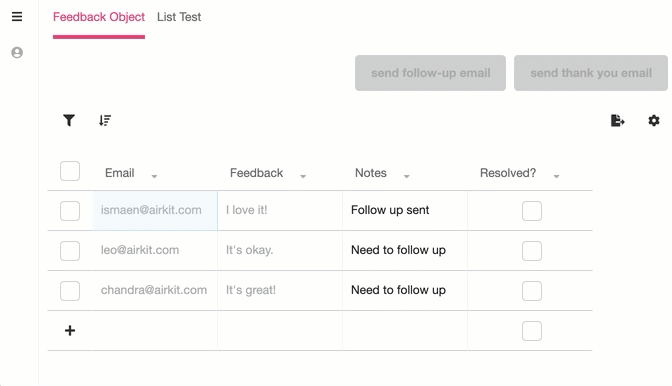 Feedback Object List Test
send follow-up email send thank you email
Email Feedback Notes Resolved?
ismaen@airkit.com I love it! Follow up sent
leo@airkit.com It's okay. Need to follow up
chandra@airkit.com It's great! Need to follow up